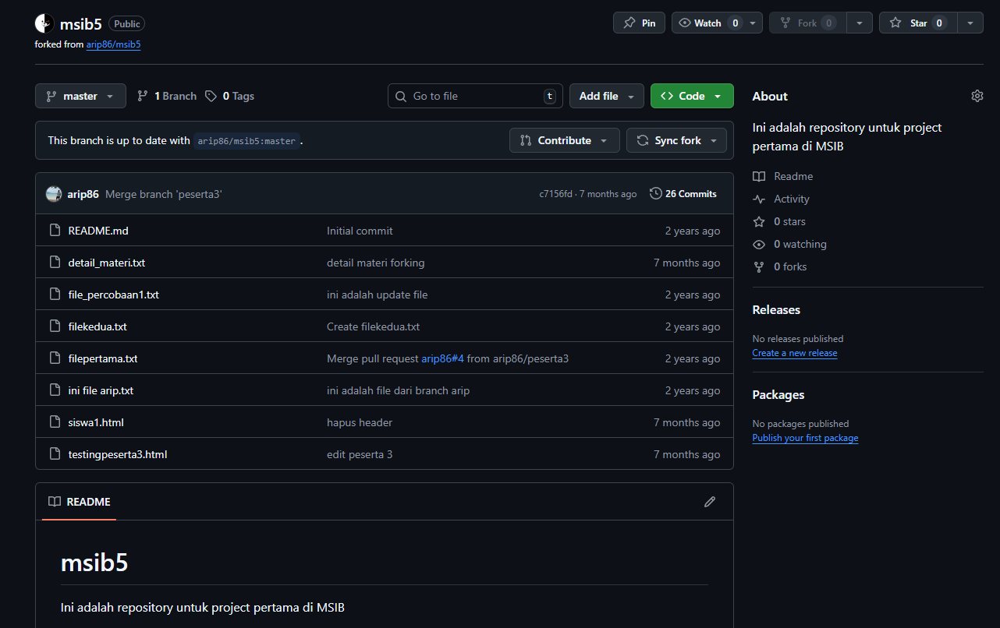 msib5 Public Pin Watch 0 Fork 0 Star 0
forked from arip86/msib5
master 1 Branch 0 Tags Go to file t Add file Code
This branch is up to date with arip86/msib5:master. Contribute Sync fork
arip86 Merge branch 'peserta3' c7156fd · 7 months ago 26 Commits
README.md Initial commit 2 years ago
detail_materi.txt detail materi forking 7 months ago
file_percobaan1.txt ini adalah update file 2 years ago
filekedua.txt Create filekedua.txt 2 years ago
filepertama.txt Merge pull request arip86#4 from arip86/peserta3 2 years ago
ini file arip.txt ini adalah file dari branch arip 2 years ago
siswa1.html hapus header 7 months ago
testingpeserta3.html edit peserta 3 7 months ago
README
msib5
Ini adalah repository untuk project pertama di MSIB
About
Ini adalah repository untuk project
pertama di MSIB
Readme
Activity
0 stars
0 watching
0 forks
Releases
No releases published
Create a new release
Packages
No packages published
Publish your first package